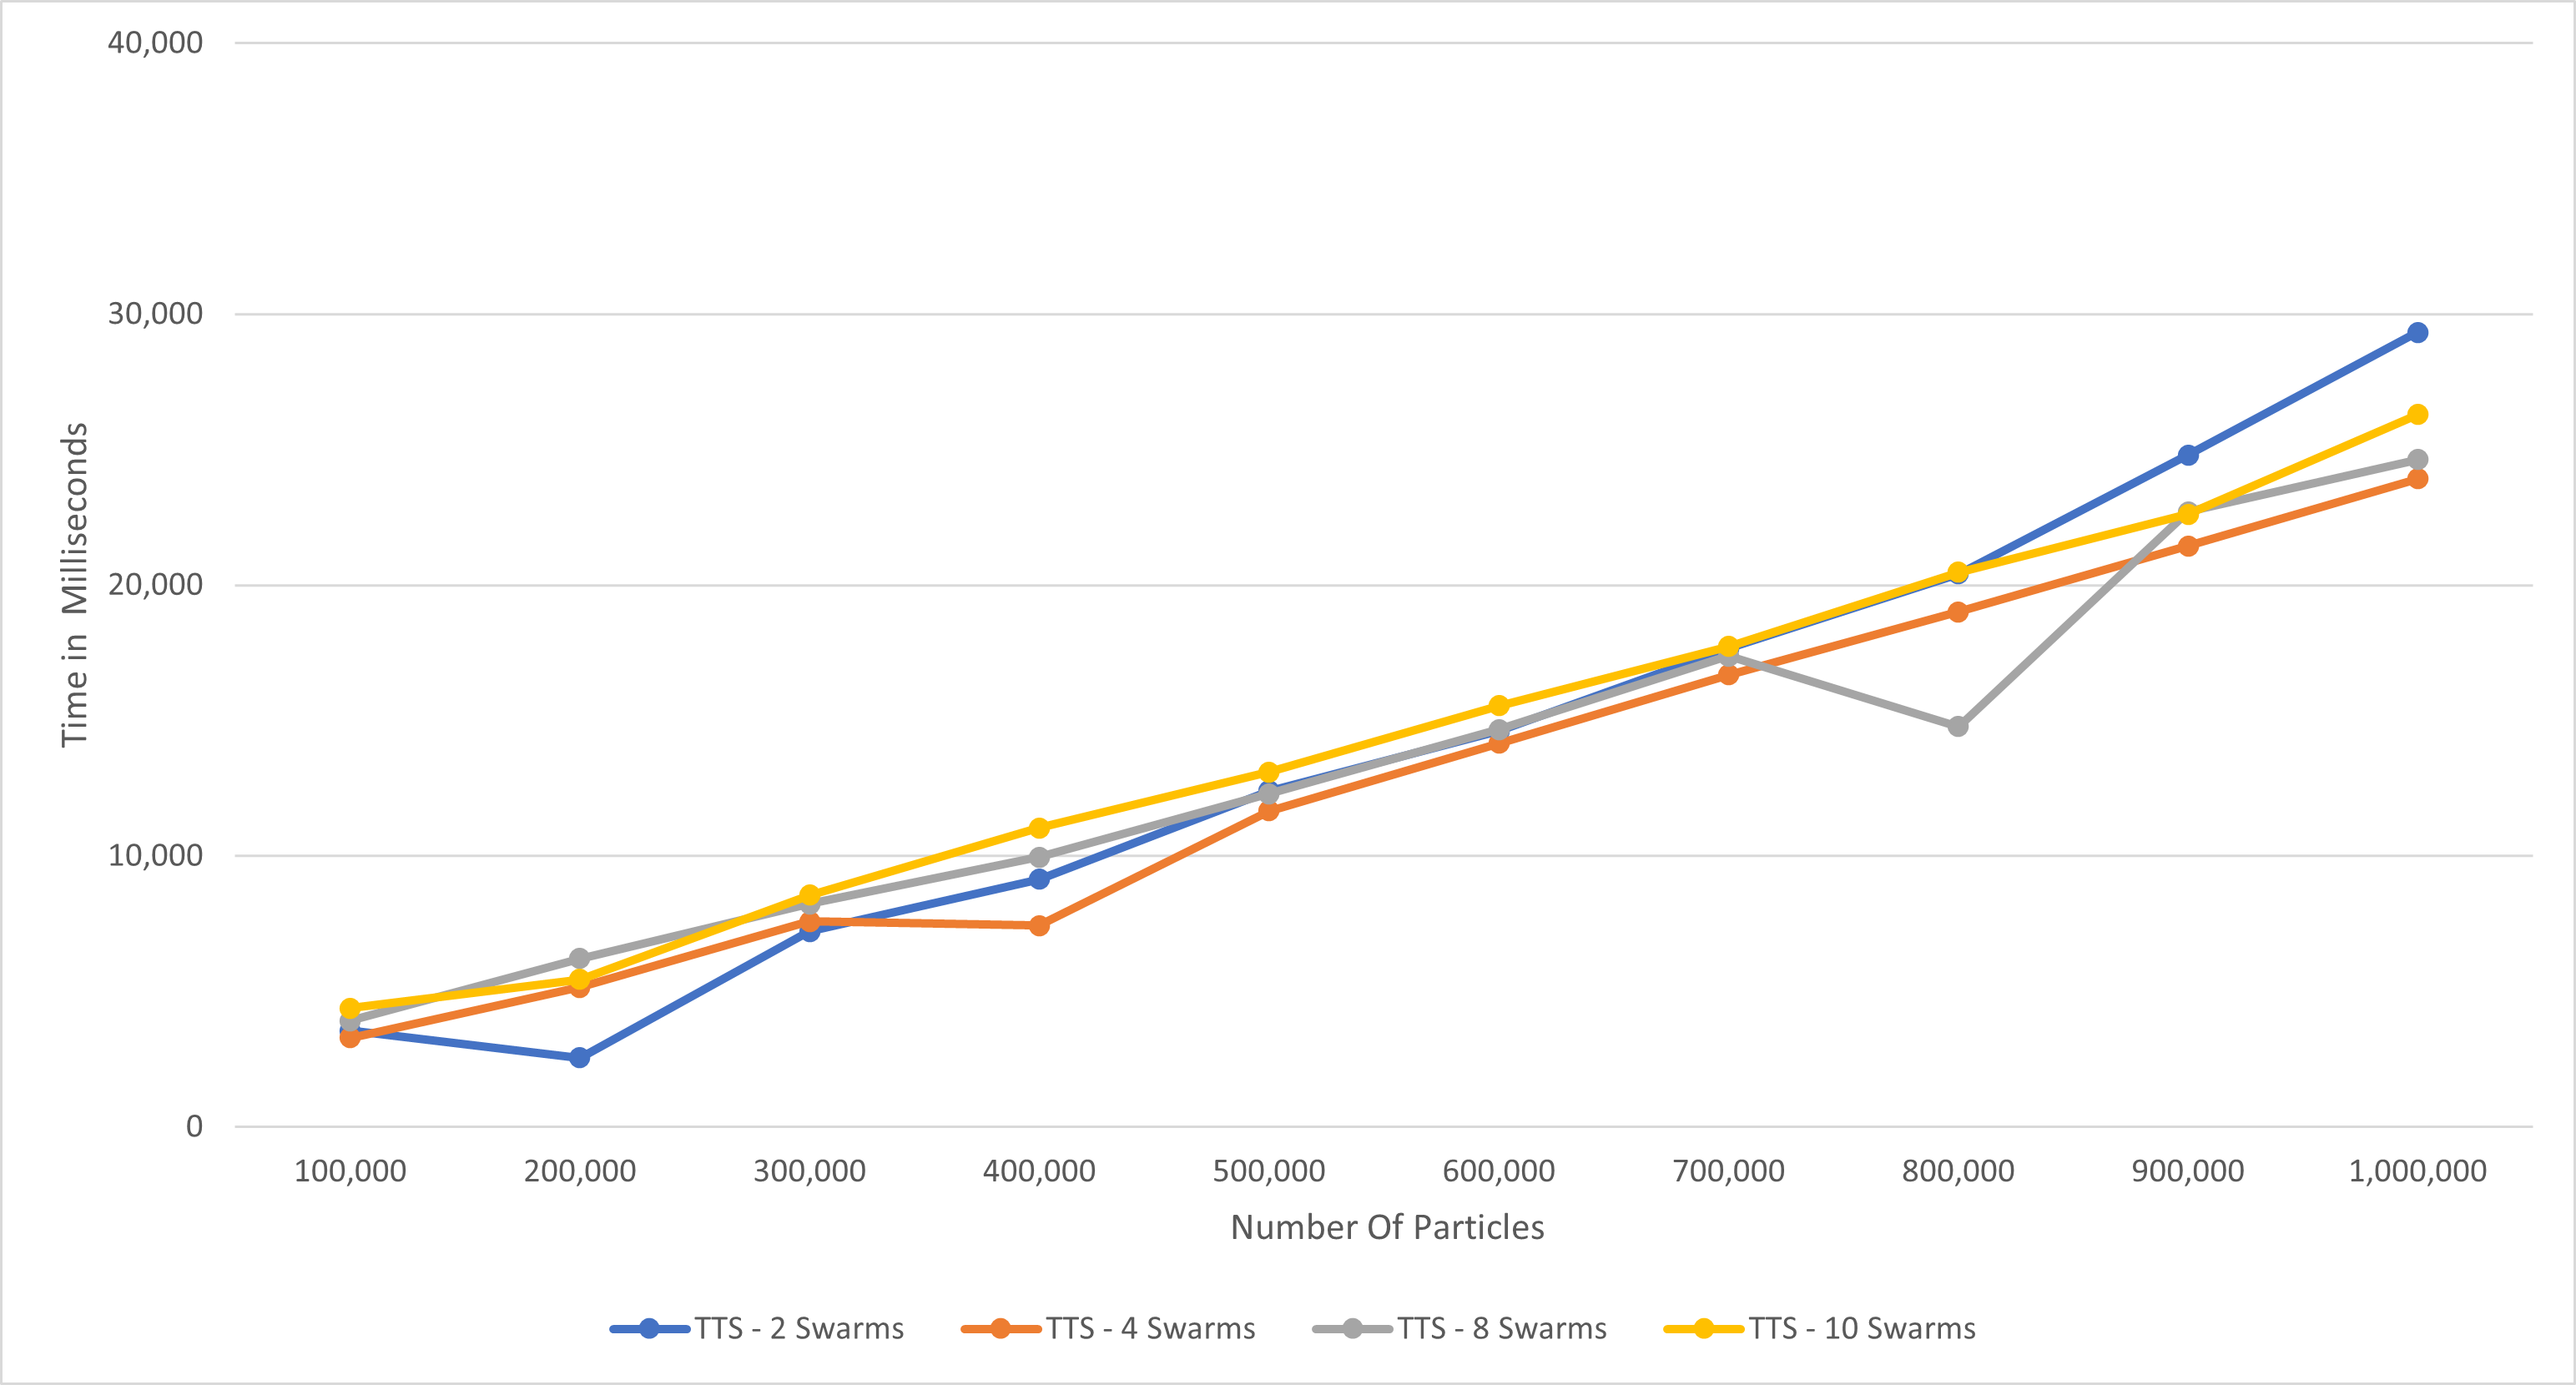 40,000
30,000
20,000
10,000
0
Time in Milliseconds
100,000 200,000 300,000 400,000 500,000 600,000 700,000 800,000 900,000 1,000,000
Number Of Particles
TTS - 2 Swarms TTS - 4 Swarms TTS - 8 Swarms TTS - 10 Swarms